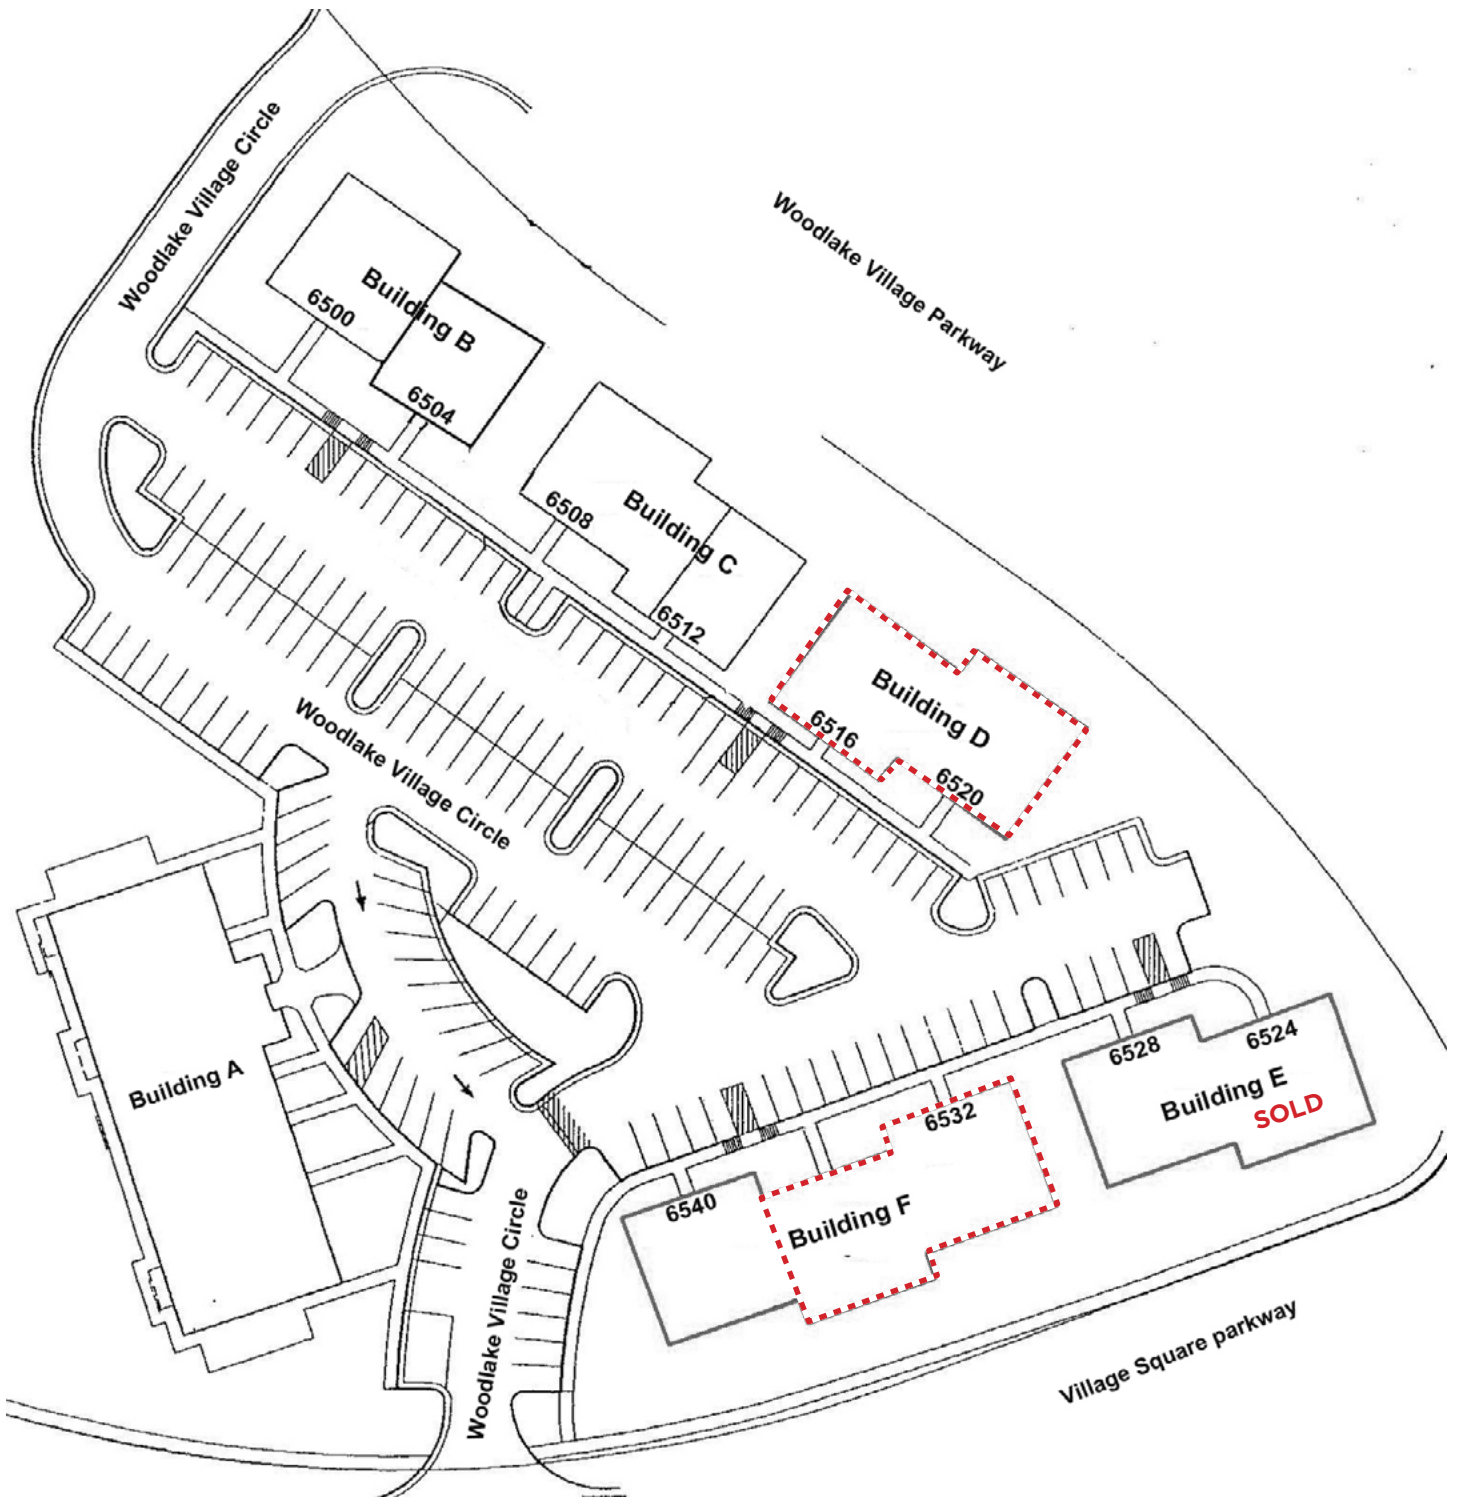 Woodlake Village Circle
Woodlake Village Parkway
Building B
6500
6504
Building C
6508
6512
Building D
6516
6520
Woodlake Village Circle
Building A
6528
6524
Building E
SOLD
6532
6540
Building F
Woodlake Village Circle
Village Square parkway